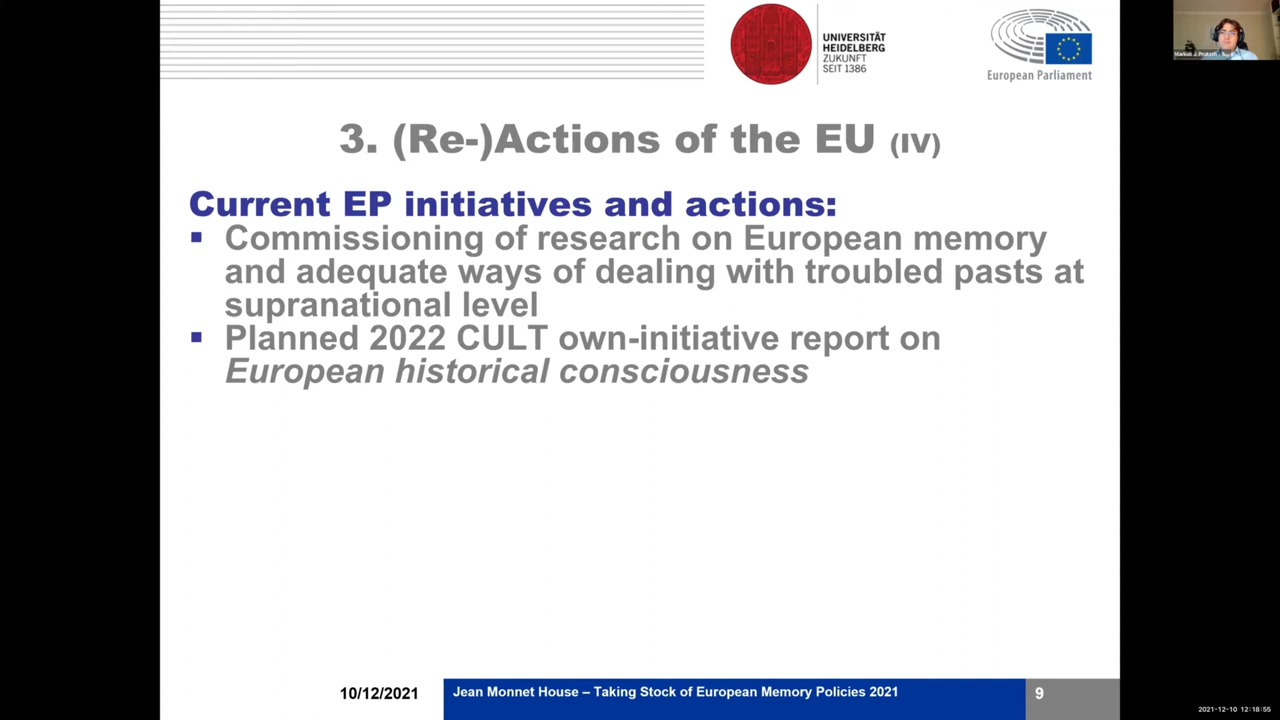 UNIVERSITÄT
HEIDELBERG
ZUKUNFT
SEIT 1386
European Parliament
3. (Re-)Actions of the EU (IV)
Current EP initiatives and actions:
▪ Commissioning of research on European memory
and adequate ways of dealing with troubled pasts at
supranational level
▪ Planned 2022 CULT own-initiative report on
European historical consciousness
10/12/2021
Jean Monnet House – Taking Stock of European Memory Policies 2021
9
Markus J. Prutsch
2021-12-10 12:18:55